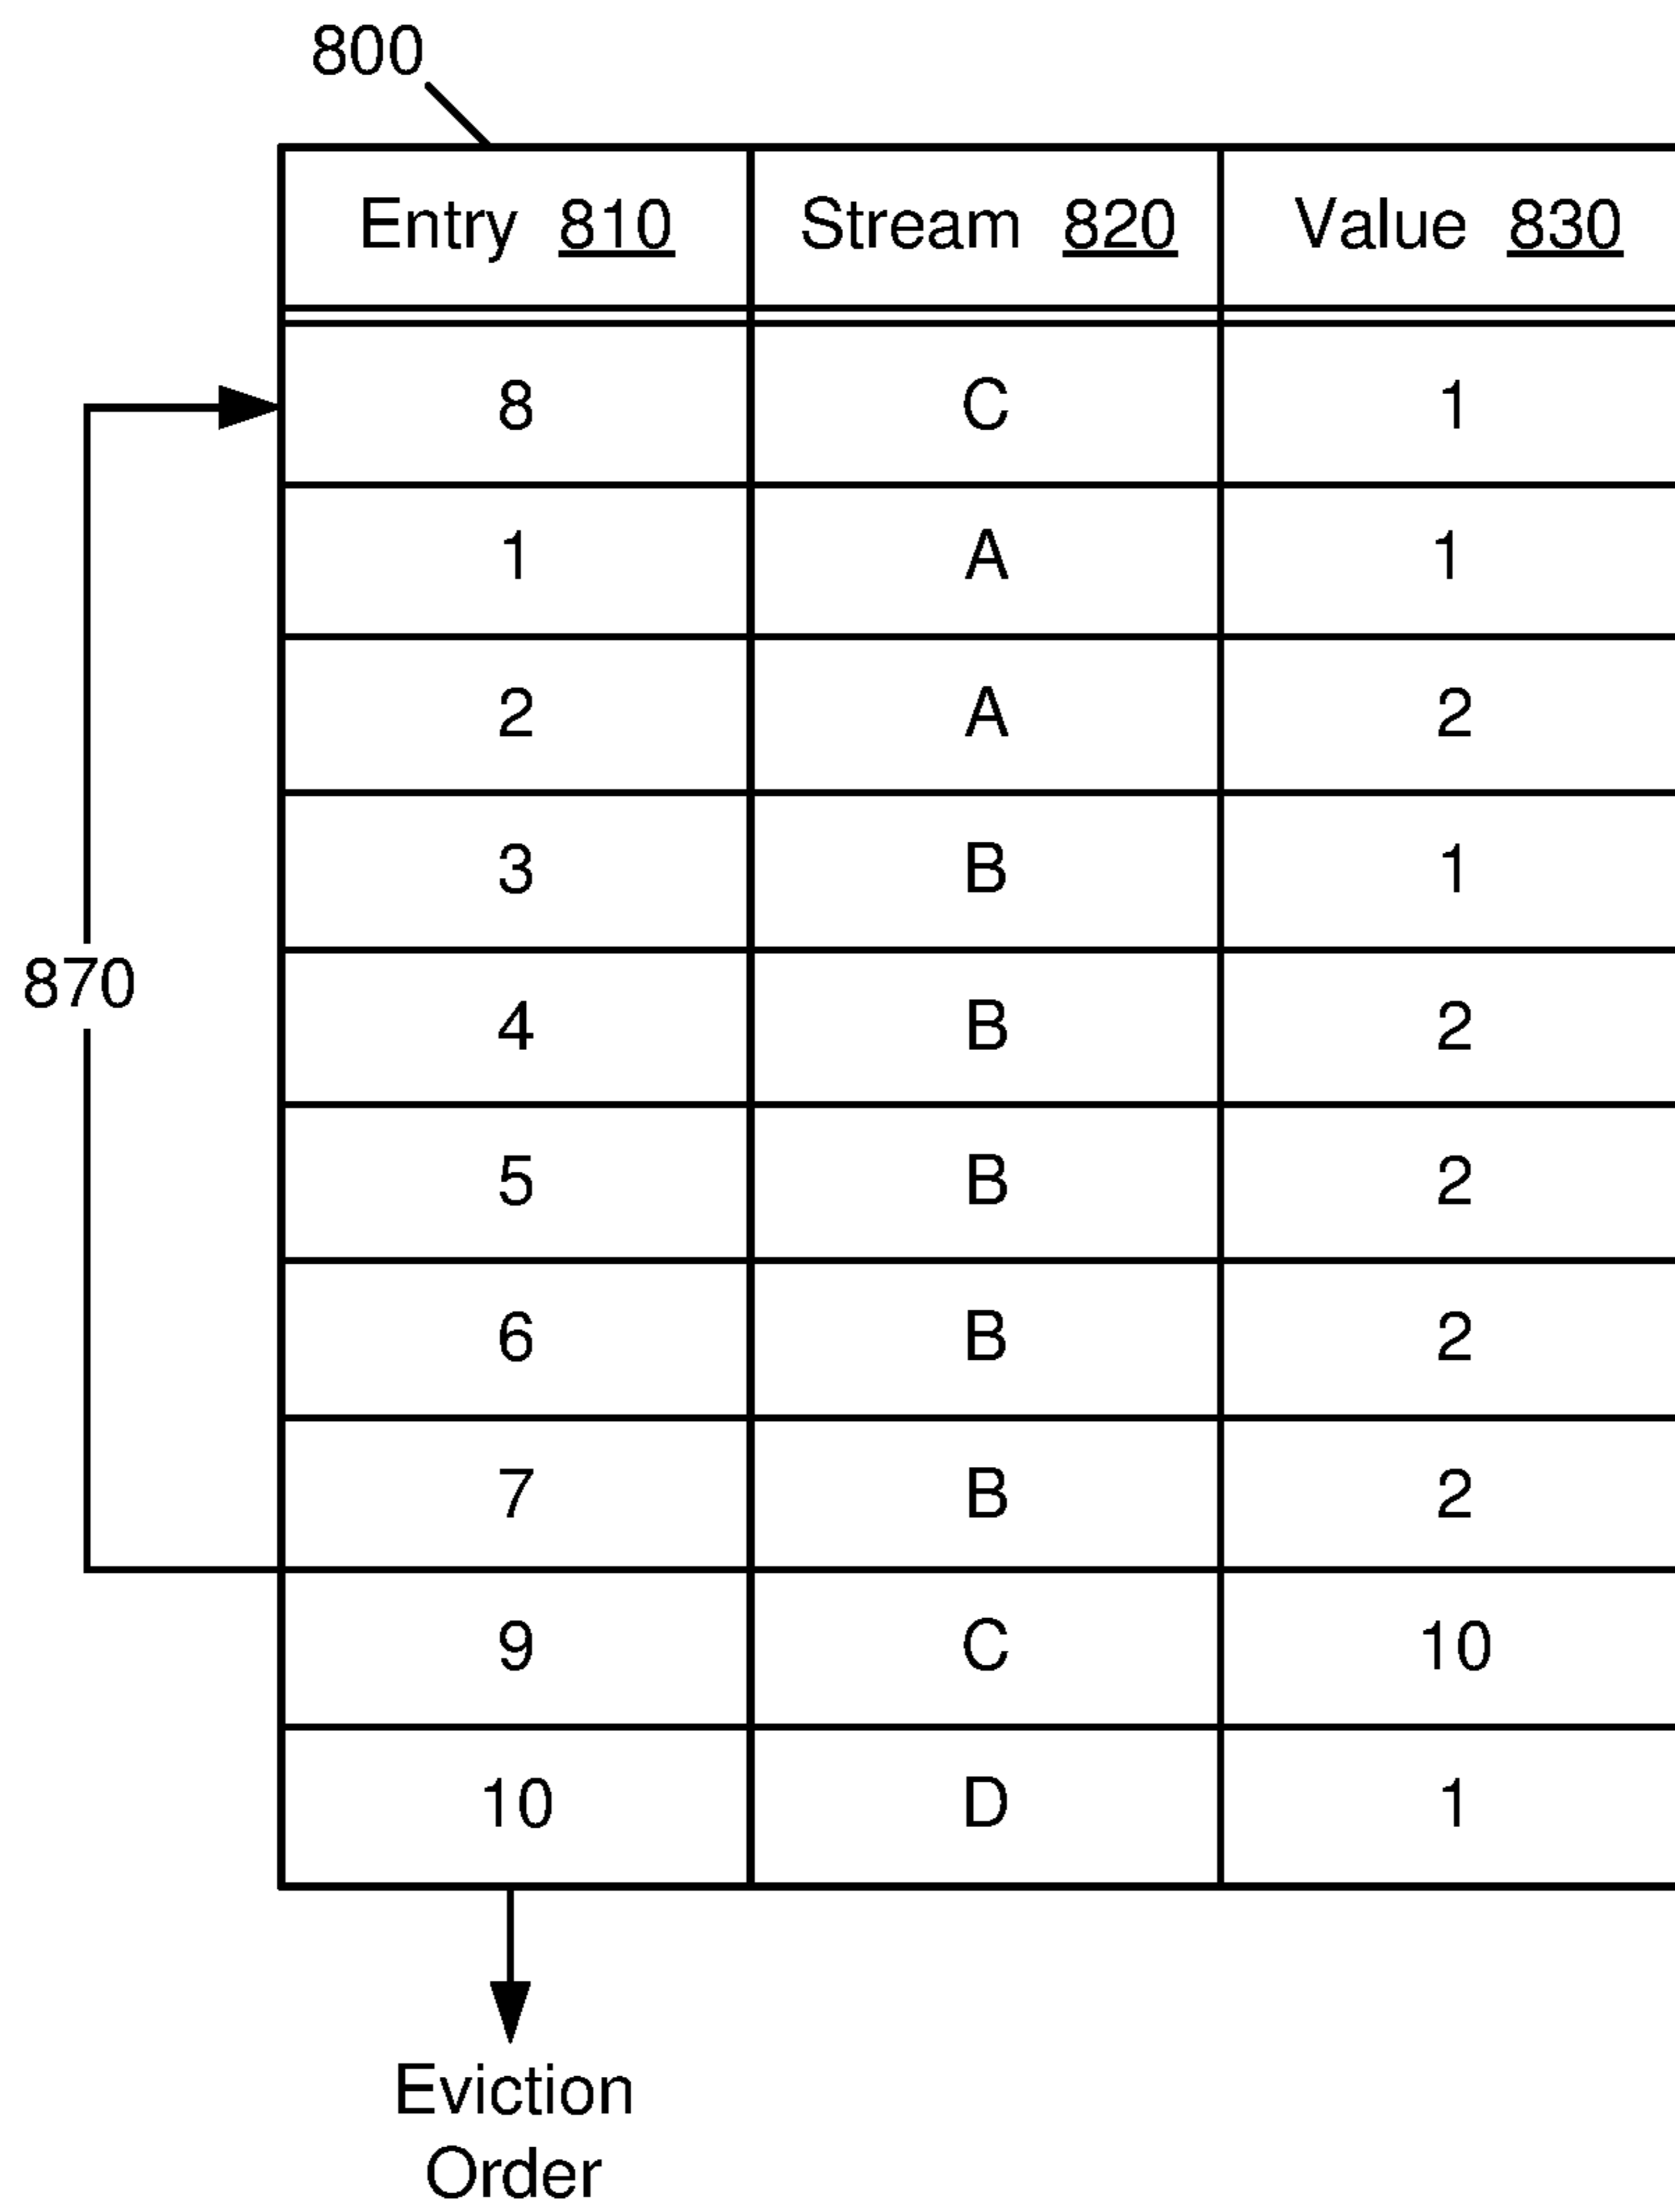 800
Entry 810 Stream 820 Value 830
8 C 1
1 A 1
2 A 2
3 B 1
870
4 B 2
5 B 2
6 B 2
7 B 2
9 C 10
10 D 1
Eviction
Order